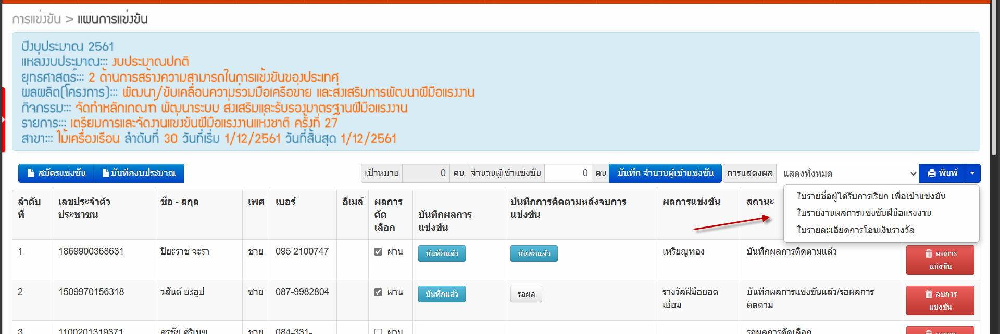 การแข่งขัน > แผนการแข่งขัน
ปีงบุประมาณ 2561
แหล่งงบประมาณ::: งบประมาณปกติ
ยุทธศาสตร์::: 2 ด้านการสร้างความสามารถในการแข้งขันของประเทศ
ผลผลิต(โครงการ)::: พัฒนา/ขับเคลื่อนความร่วมมือเครือข่าย และส่งเสริมการพัฒนาฝีมือแรงงาน
กิจกรรม::: จัดทำหลักเกณฑ์ พัฒนาระบบ ส่งเสริมและรับรองมาตรฐานฝีมือแรงงาน
รายการ::: เตรียมการและจัดงานแข่งขันฝีมือแรงงานแห่งชาติ ครั้งที่ 27
สาขา::: ไม้เครื่องเรือน ลำดับที่ 30 วันที่เริ่ม 1/12/2561 วันที่สิ้นสุด 1/12/2561
สมัครแข่งขัน บันทึกงบประมาณ เป้าหมาย 0 คน จำนวนผู้เข้าแข่งขัน 0 คน บันทึก จำนวนผู้เข้าแข่งขัน การแสดงผล แสดงทั้งหมด พิมพ์
ใบรายชื่อผู้ได้รับการเรียก เพื่อเข้าแข่งขัน
ใบรายงานผลการแข่งขันฝีมือแรงงาน
ใบรายละเอียดการโอนเงินรางวัล
ลำดับ เลขประจำตัว ชื่อ - สกุล เพศ เบอร์ อีเมล์ ผลการ บันทึกการติดตามหลังจบการ ผลการแข่งขัน สถานะ
ที่ ประชาชน คัด บันทึกผลการ แข่งขัน
เลือก แข่งขัน
1 1869900368631 ปิยะราช จะรา ชาย 095 2100747 ผ่าน บันทึกแล้ว บันทึกแล้ว เหรียญทอง บันทึกผลการติดตามแล้ว ลบการ
แข่งขัน
2 1509970156318 วสันต์ ยะอูป ชาย 087-9982804 ผ่าน บันทึกแล้ว รอผล รางวัลฝีมือยอด บันทึกผลการแข่งขันแล้ว/รอผลการ ลบการ
เยี่ยม ติดตาม แข่งขัน
3 1100201319371 ชาย 084-331- ผ่าน รอผลการคัดเลือก ลบการ